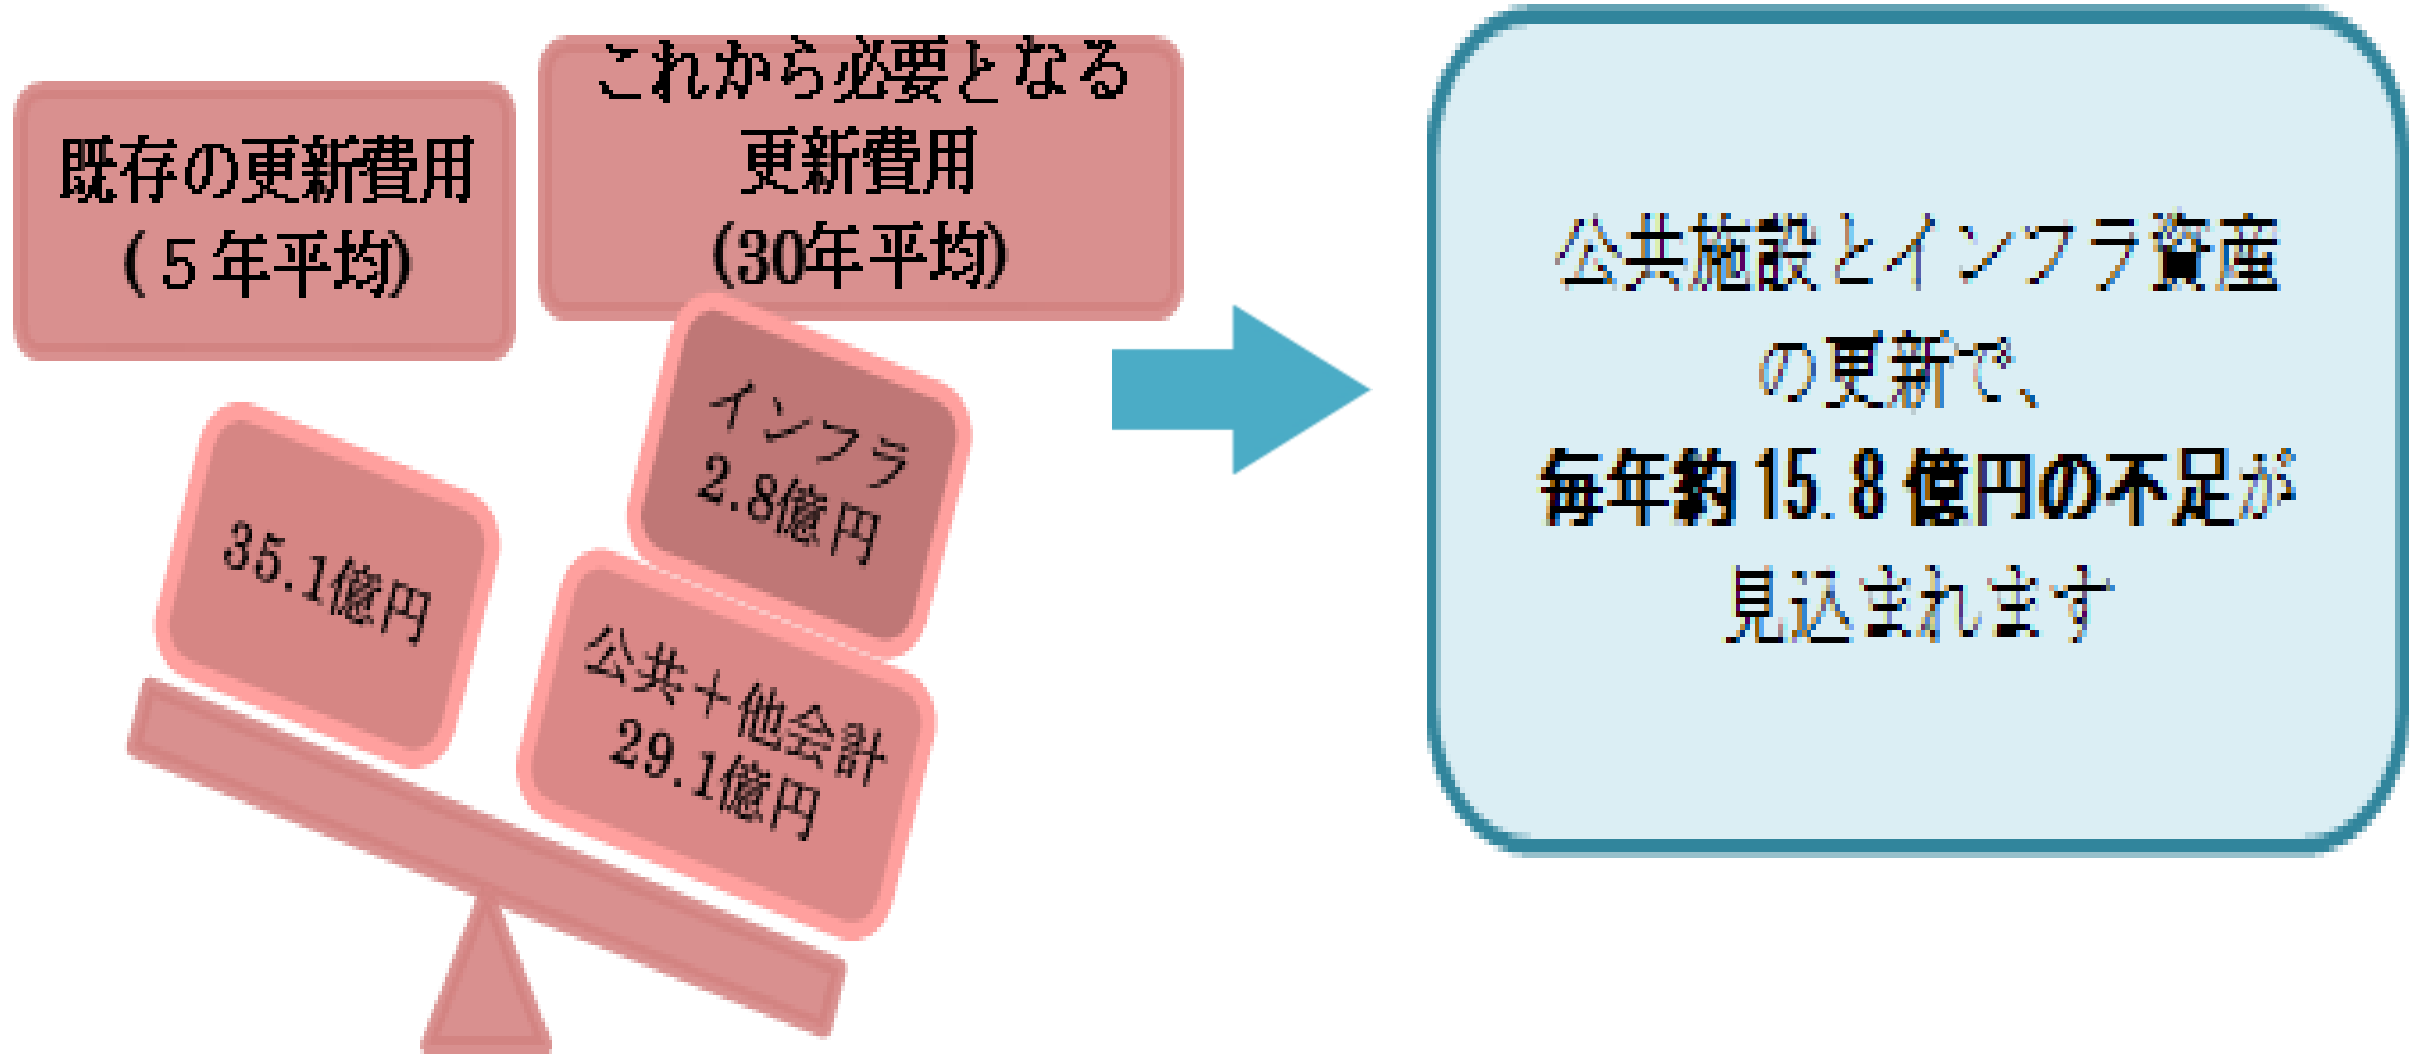 既存の更新費用
(５年平均)
これから必要となる
更新費用
(30年平均)
35.1億円
インフラ
2.8億円
公共＋他会計
29.1億円
公共施設とインフラ資産
の更新で、
毎年約15.8億円の不足が
見込まれます